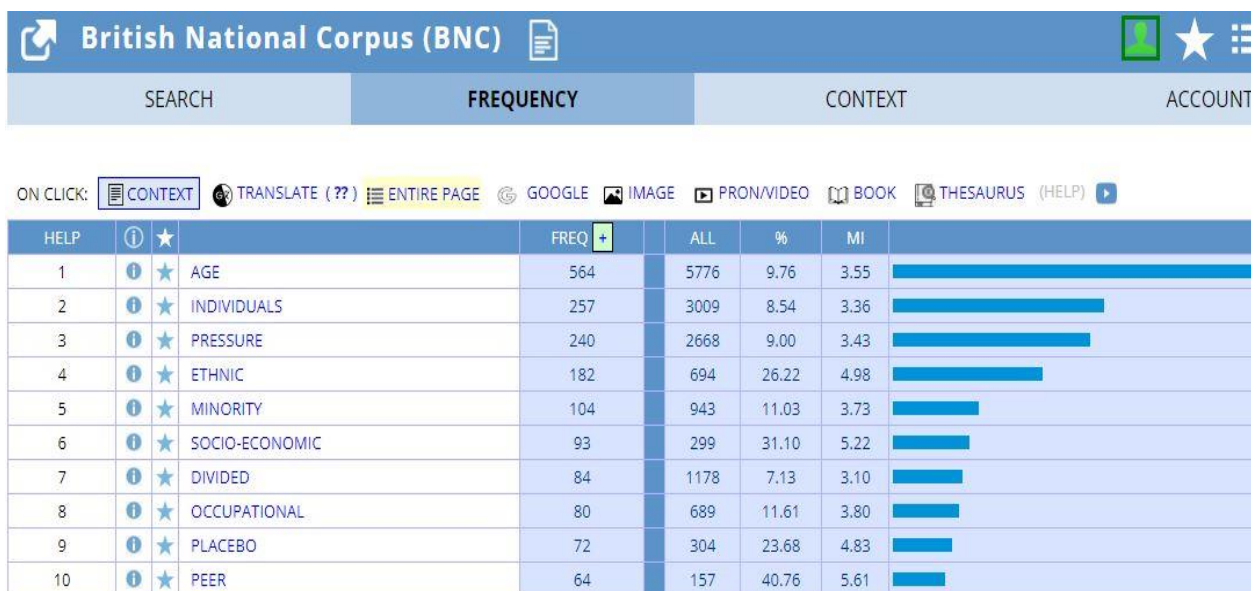 British National Corpus (BNC)
SEARCH FREQUENCY CONTEXT ACCOUNT
ON CLICK: CONTEXT TRANSLATE (??) ENTIRE PAGE GOOGLE IMAGE PRON/VIDEO BOOK THESAURUS (HELP)
HELP FREQ + ALL % MI
1 AGE 564 5776 9.76 3.55
2 INDIVIDUALS 257 3009 8.54 3.36
3 PRESSURE 240 2668 9.00 3.43
4 ETHNIC 182 694 26.22 4.98
5 MINORITY 104 943 11.03 3.73
6 SOCIO-ECONOMIC 93 299 31.10 5.22
7 DIVIDED 84 1178 7.13 3.10
8 OCCUPATIONAL 80 689 11.61 3.80
9 PLACEBO 72 304 23.68 4.83
10 PEER 64 157 40.76 5.61